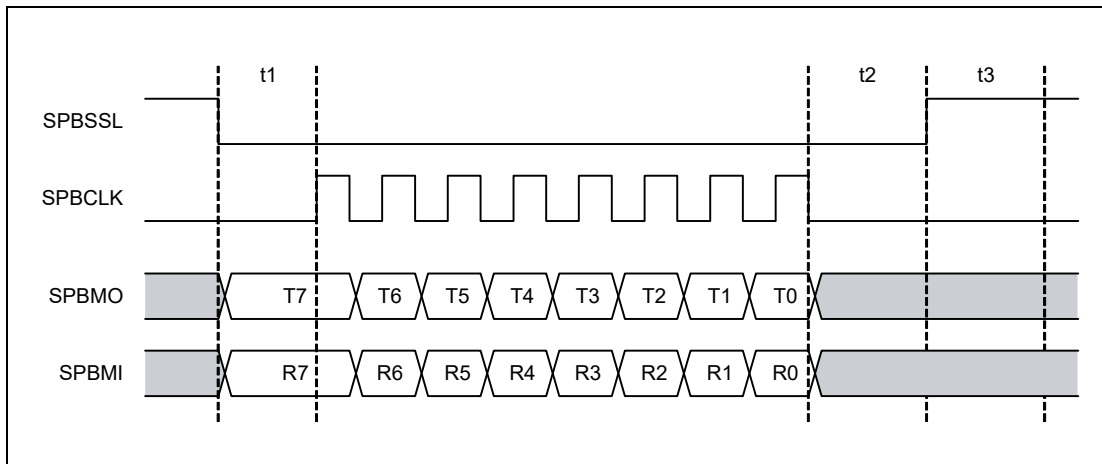 t1 t2 t3
SPBSSL
SPBCLK
SPBMO T7 T6 T5 T4 T3 T2 T1 T0
SPBMI R7 R6 R5 R4 R3 R2 R1 R0